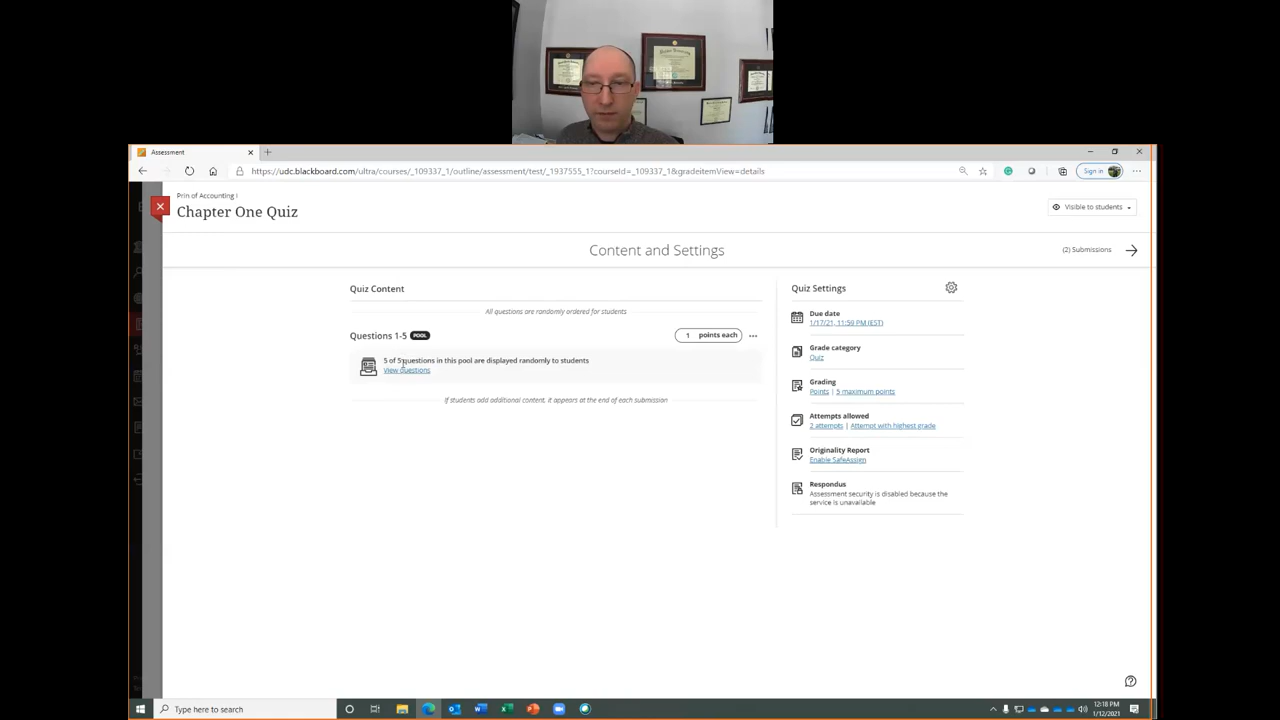 Assessment
https://udc.blackboard.com/ultra/courses/_109337_1/outline/assessment/test/_1937555_1?courseId=_109337_1&gradeitemView=details
Sign in
Prin of Accounting I
Chapter One Quiz
Visible to students
Content and Settings
(2) Submissions
Quiz Content
All questions are randomly ordered for students
Questions 1-5 POOL
1 points each
5 of 5 questions in this pool are displayed randomly to students
View questions
If students add additional content, it appears at the end of each submission
Quiz Settings
Due date
1/17/21, 11:59 PM (EST)
Grade category
Quiz
Grading
Points | 5 maximum points
Attempts allowed
2 attempts | Attempt with highest grade
Originality Report
Enable SafeAssign
Respondus
Assessment security is disabled because the
service is unavailable
Type here to search
12:18 PM
1/12/2021